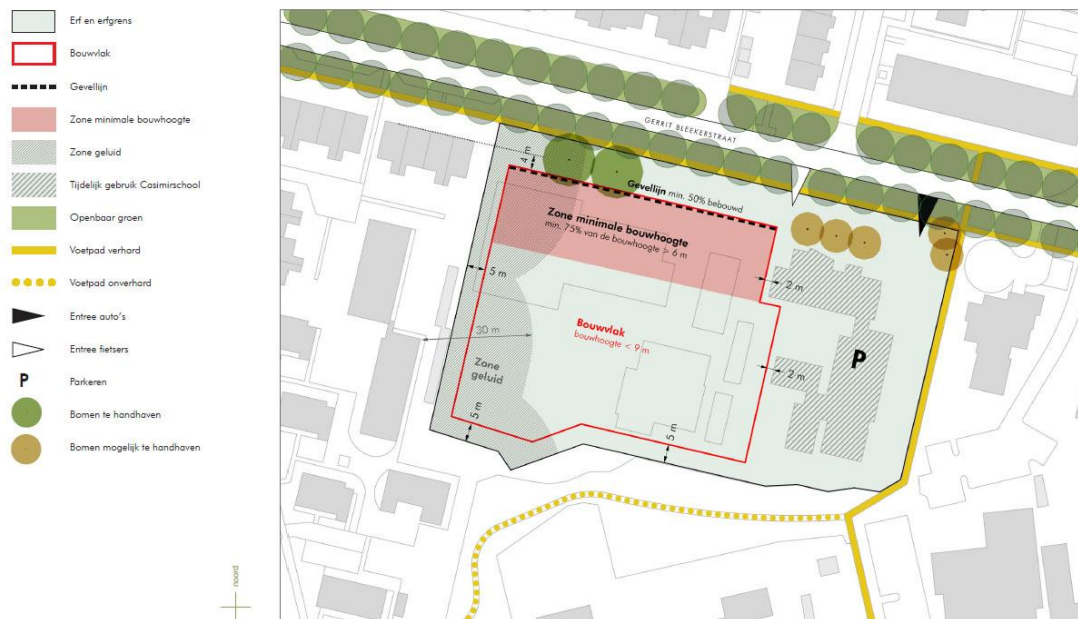 Erf en erfgrens
Bouwvlak
Gevellijn
Zone minimale bouwhoogte
Zone geluid
Tijdelijk gebruik Casimirschool
Openbaar groen
Voetpad verhard
Voetpad onverhard
Entree auto's
Entree fietsers
P
Parkeren
Bomen te handhaven
Bomen mogelijk te handhaven
noord
GERRIT BLEEKERSTRAAT
4 m
Gevellijn min. 50% bebouwd
Zone minimale bouwhoogte
min. 75% van de bouwhoogte > 6 m
5 m
2 m
30 m
Bouwvlak
bouwhoogte < 9 m
P
Zone
geluid
2 m
5 m
5 m